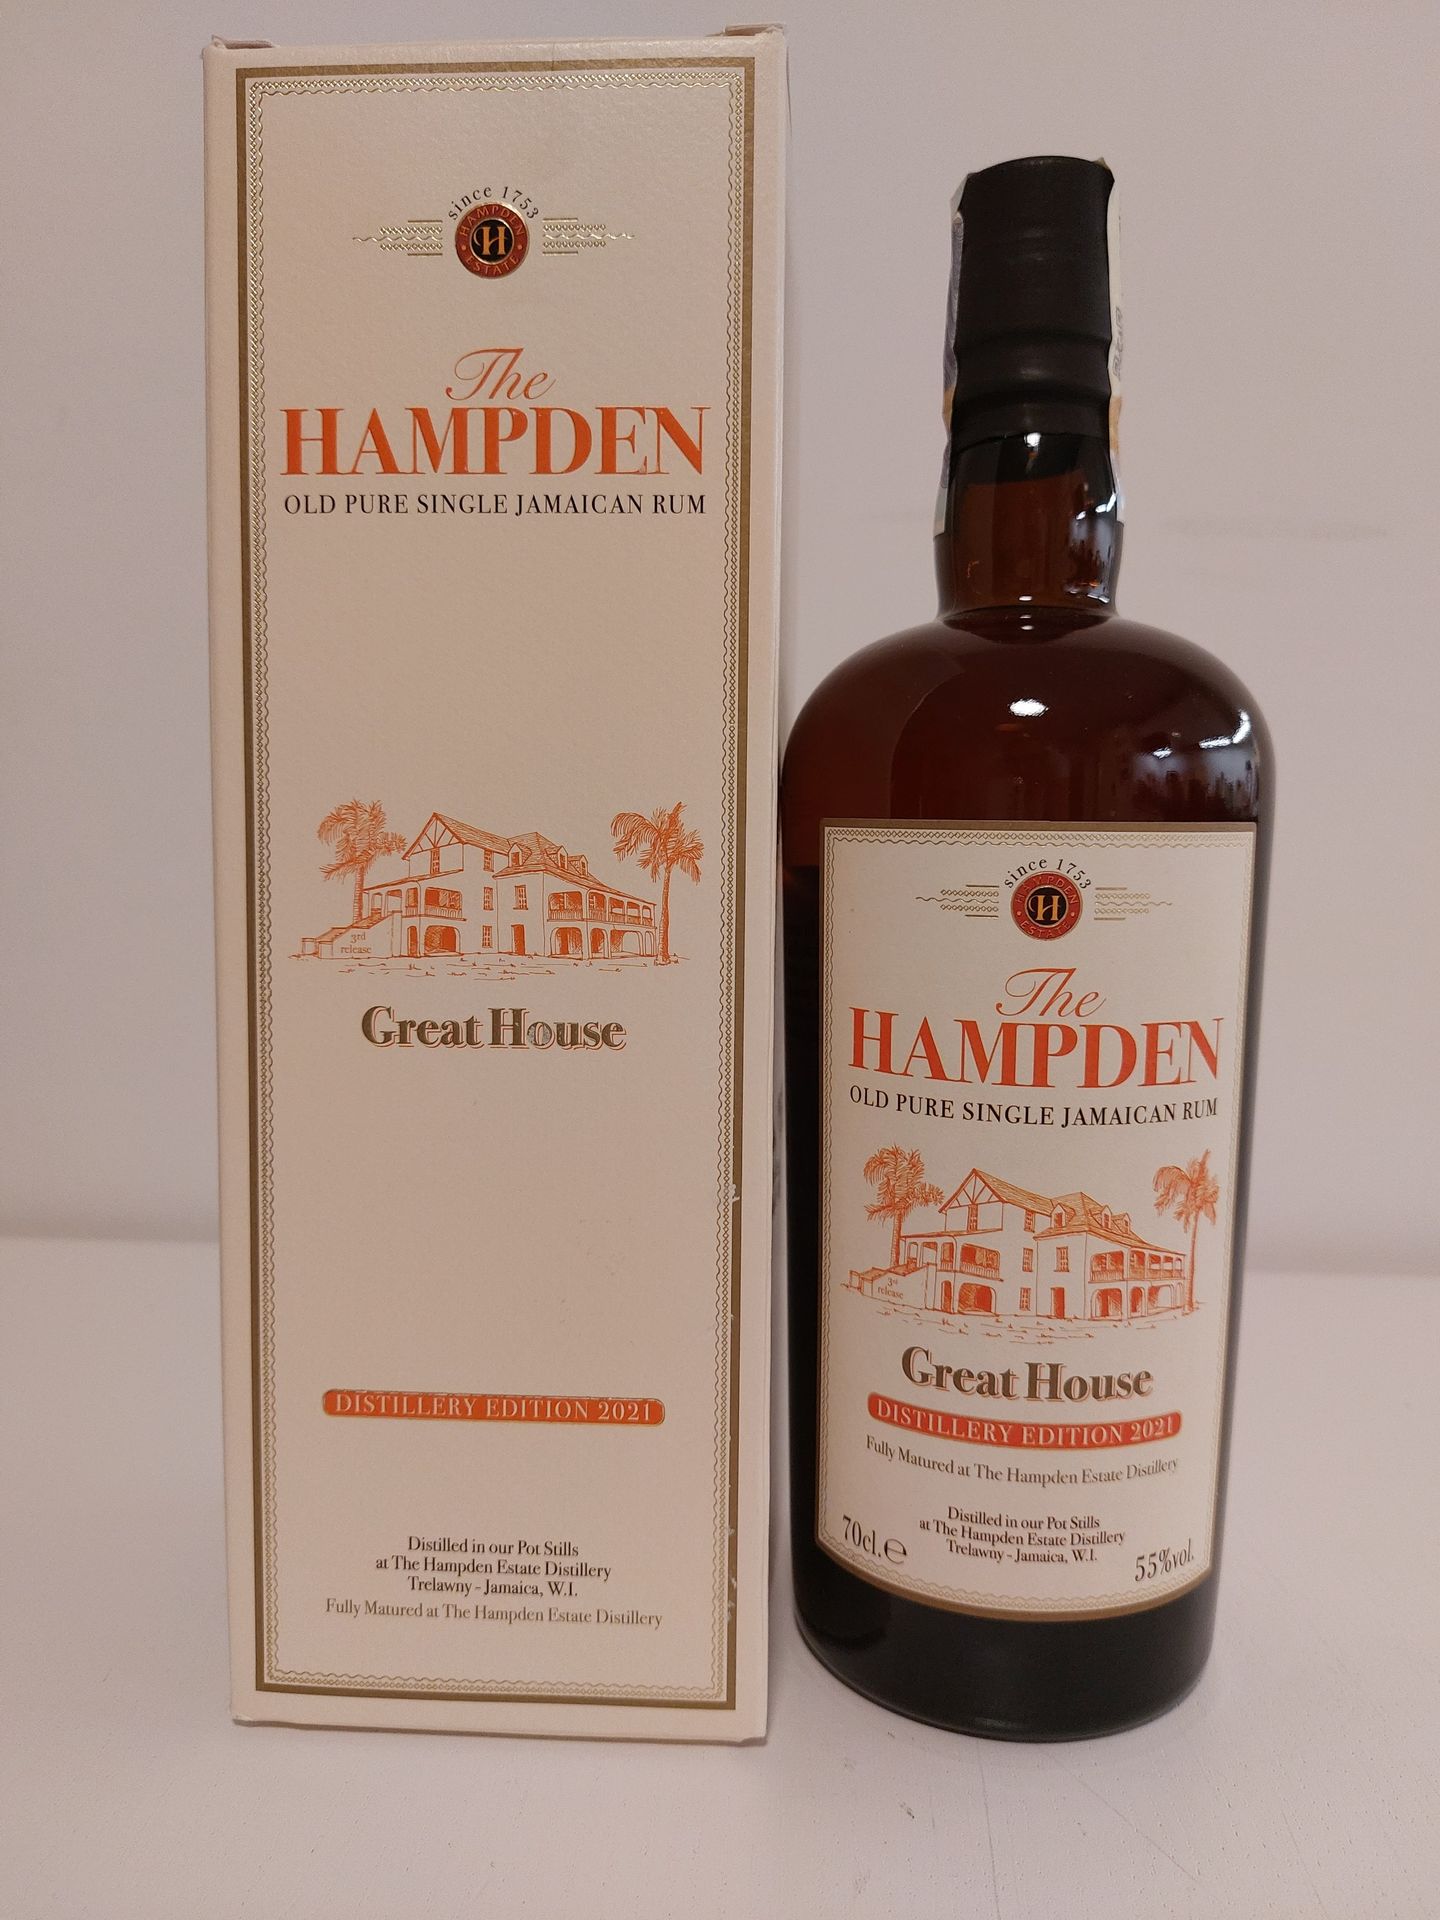 since 1753
HAMPDEN
H
ESTATE
The
HAMPDEN
OLD PURE SINGLE JAMAICAN RUM
3rd
release
Great House
DISTILLERY EDITION 2021
Distilled in our Pot Stills
at The Hampden Estate Distillery
Trelawny - Jamaica, W.I.
Fully Matured at The Hampden Estate Distillery
since 1753
HAMPDEN
H
ESTATE
The
HAMPDEN
OLD PURE SINGLE JAMAICAN RUM
3rd
release
Great House
DISTILLERY EDITION 2021
Fully Matured at The Hampden Estate Distillery
70cl.℮
Distilled in our Pot Stills
at The Hampden Estate Distillery
Trelawny - Jamaica, W.I.
55%vol.